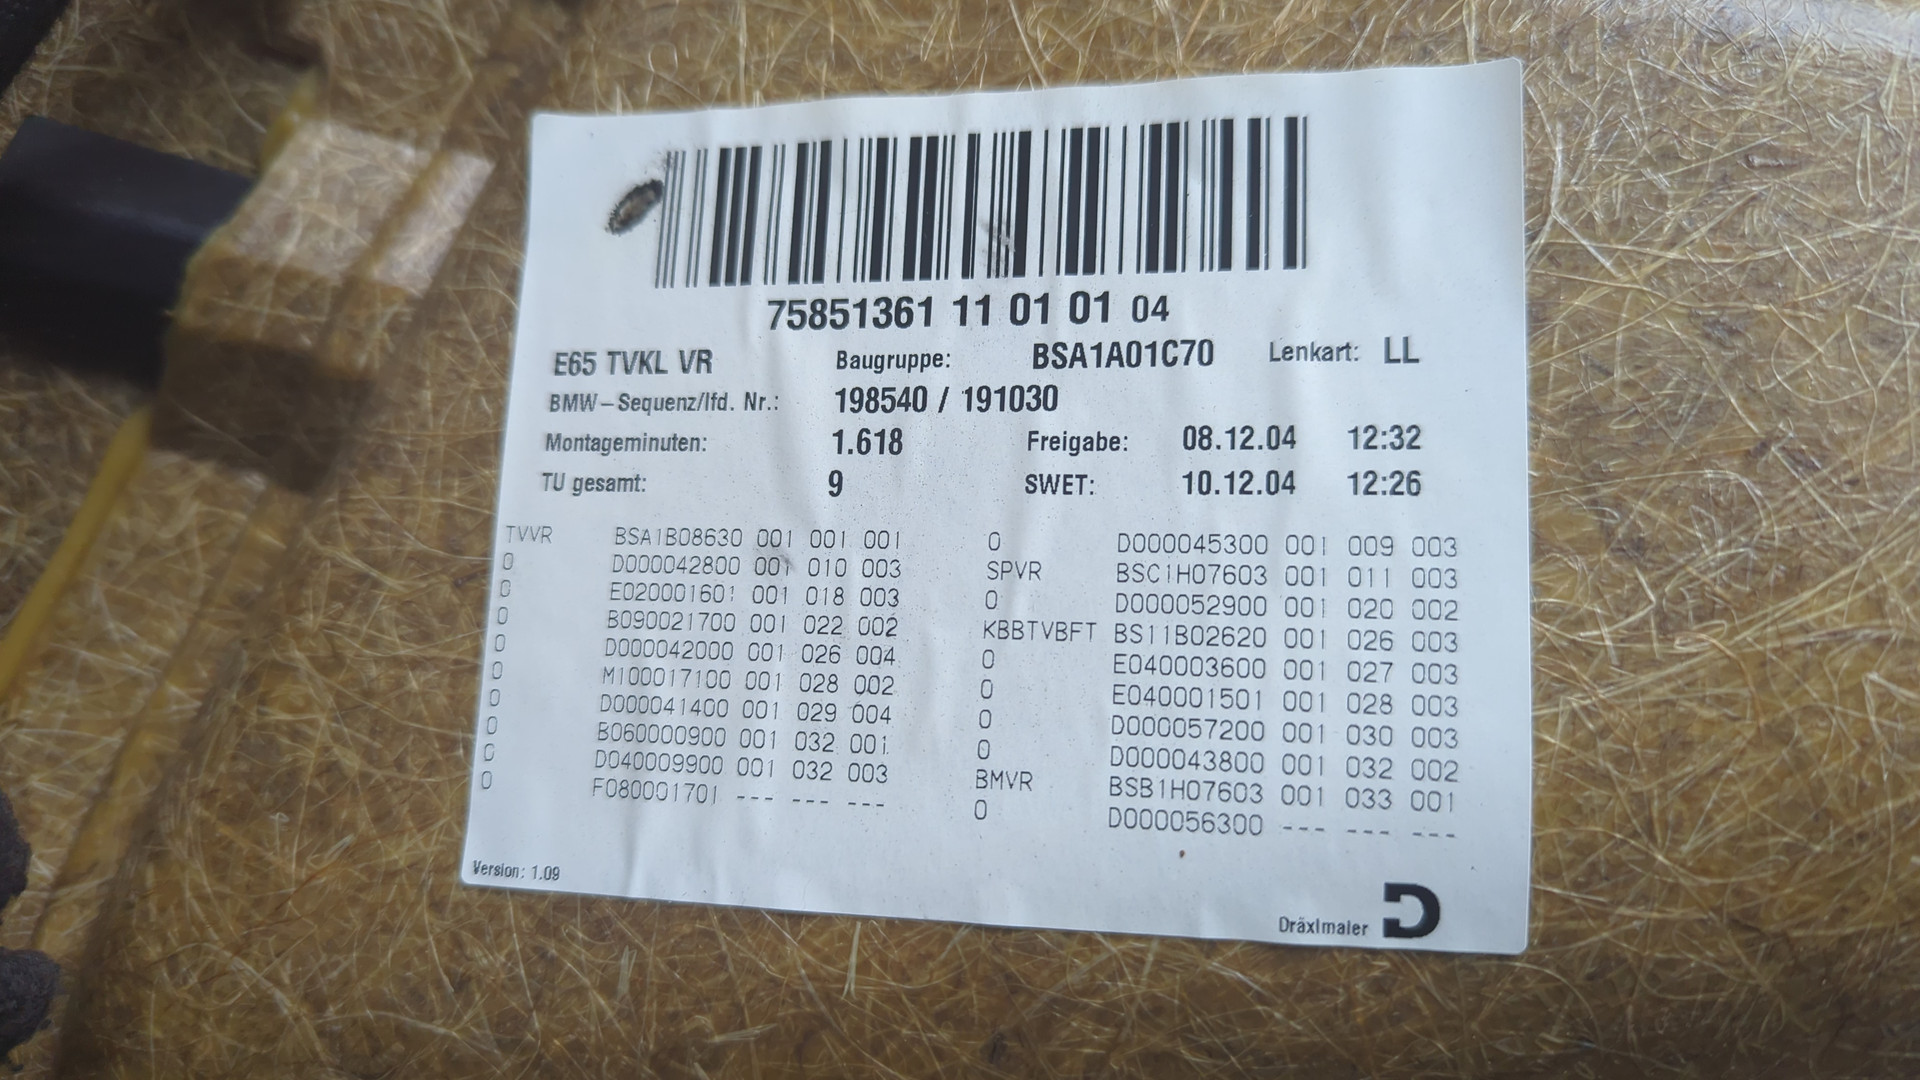 75851361 11 01 01 04
E65 TVKL VR Baugruppe: BSA1A01C70 Lenkart: LL
BMW-Sequenz/lfd. Nr.: 198540 / 191030
Montageminuten: 1.618 Freigabe: 08.12.04 12:32
TU gesamt: 9 SWET: 10.12.04 12:26
TVVR BSA1B08630 001 001 001 0 D000045300 001 009 003
0 D000042800 001 010 003 SPVR BSC1H07603 001 011 003
0 E020001601 001 018 003 0 D000052900 001 020 002
0 B090021700 001 022 002 KBBTVBFT BS11B02620 001 026 003
0 D000042000 001 026 004 0 E040003600 001 027 003
0 M100017100 001 028 002 0 E040001501 001 028 003
0 D000041400 001 029 004 0 D000057200 001 030 003
0 B060000900 001 032 001 0 D000043800 001 032 002
0 D040009900 001 032 003 BMVR BSB1H07603 001 033 001
0 F080001701 --- --- --- 0 D000056300 --- --- ---
Version: 1.09
Dräxlmaier